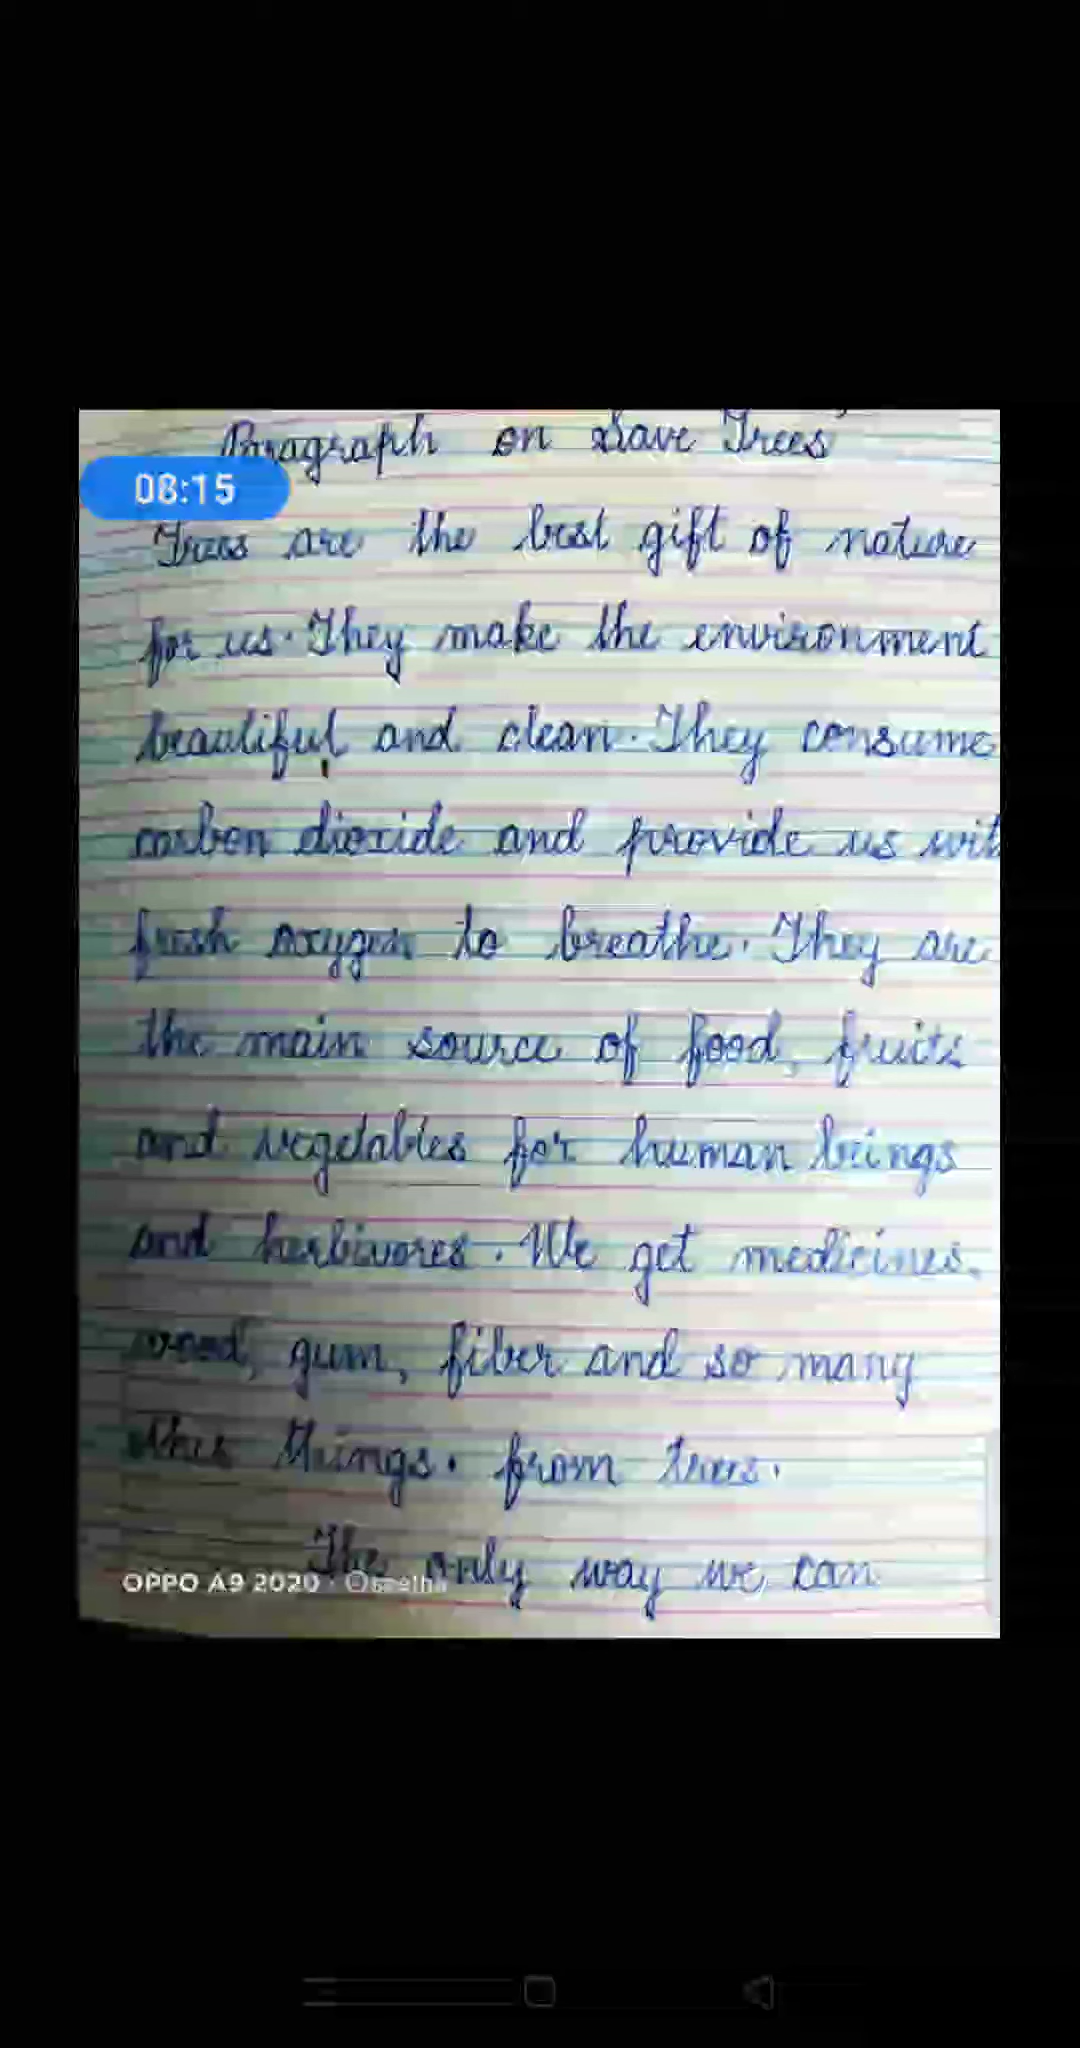 Paragraph on Save Trees'
08:15
Trees are the best gift of nature
for us. They make the environment
beautiful and clean. They consume
carbon dioxide and provide us wit
fresh oxygen to breathe. They are
the main source of food, fruits
and vegetables for human beings
and herbivores. We get medicines,
wood, gum, fiber and so many
things. from trees.
The only way we can
OPPO A9 2020 ·